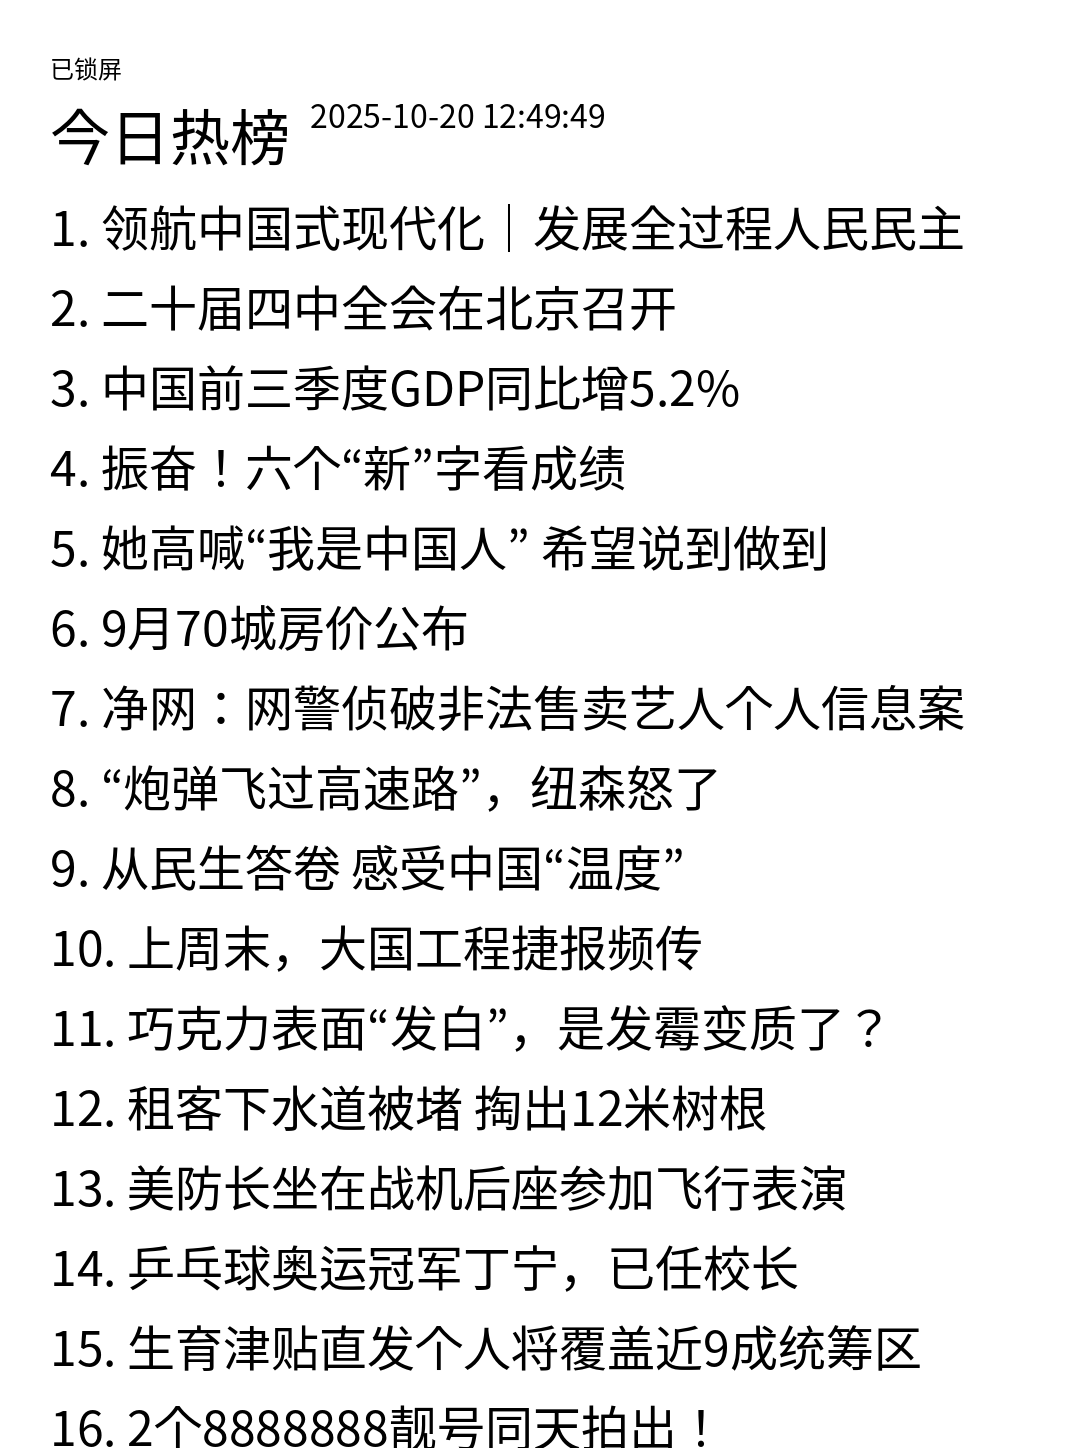 已锁屏
今日热榜 2025-10-20 12:49:49
1. 领航中国式现代化｜发展全过程人民民主
2. 二十届四中全会在北京召开
3. 中国前三季度GDP同比增5.2%
4. 振奋！六个“新”字看成绩
5. 她高喊“我是中国人” 希望说到做到
6. 9月70城房价公布
7. 净网：网警侦破非法售卖艺人个人信息案
8. “炮弹飞过高速路”，纽森怒了
9. 从民生答卷 感受中国“温度”
10. 上周末，大国工程捷报频传
11. 巧克力表面“发白”，是发霉变质了？
12. 租客下水道被堵 掏出12米树根
13. 美防长坐在战机后座参加飞行表演
14. 乒乓球奥运冠军丁宁，已任校长
15. 生育津贴直发个人将覆盖近9成统筹区
16. 2个8888888靓号同天拍出！